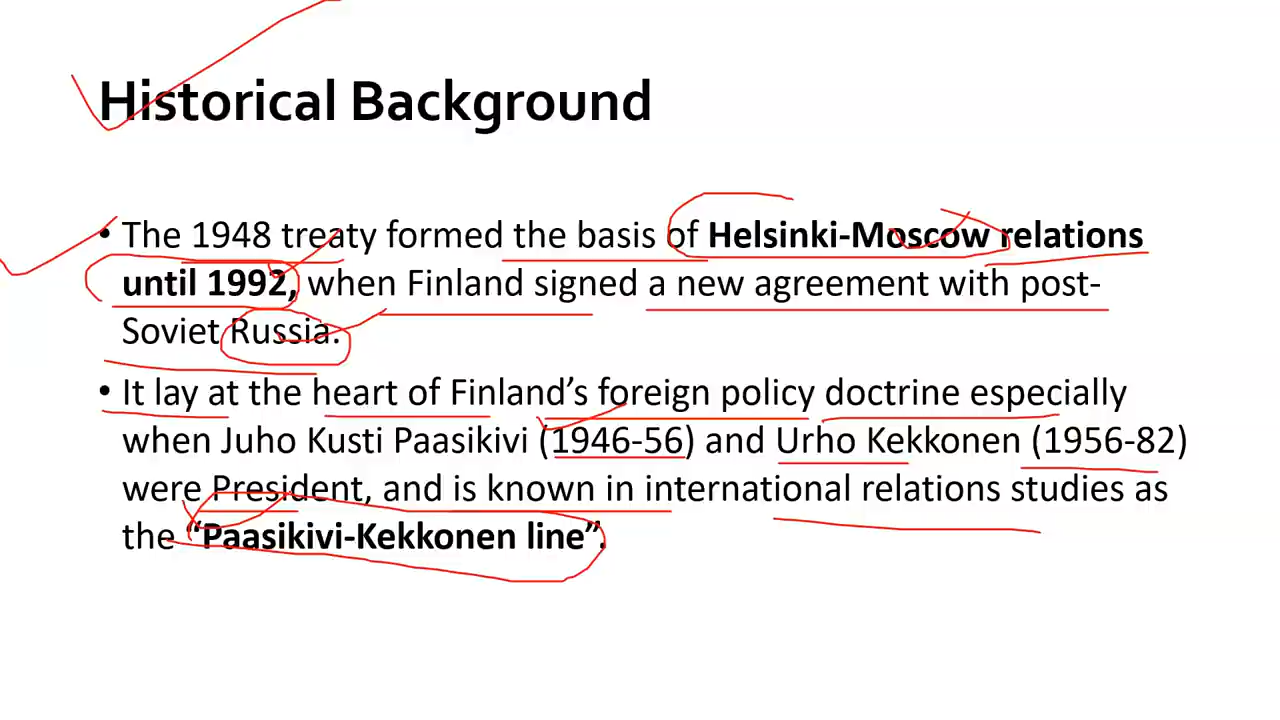 Historical Background
• The 1948 treaty formed the basis of Helsinki-Moscow relations
until 1992, when Finland signed a new agreement with post-
Soviet Russia.
• It lay at the heart of Finland’s foreign policy doctrine especially
when Juho Kusti Paasikivi (1946-56) and Urho Kekkonen (1956-82)
were President, and is known in international relations studies as
the “Paasikivi-Kekkonen line”.